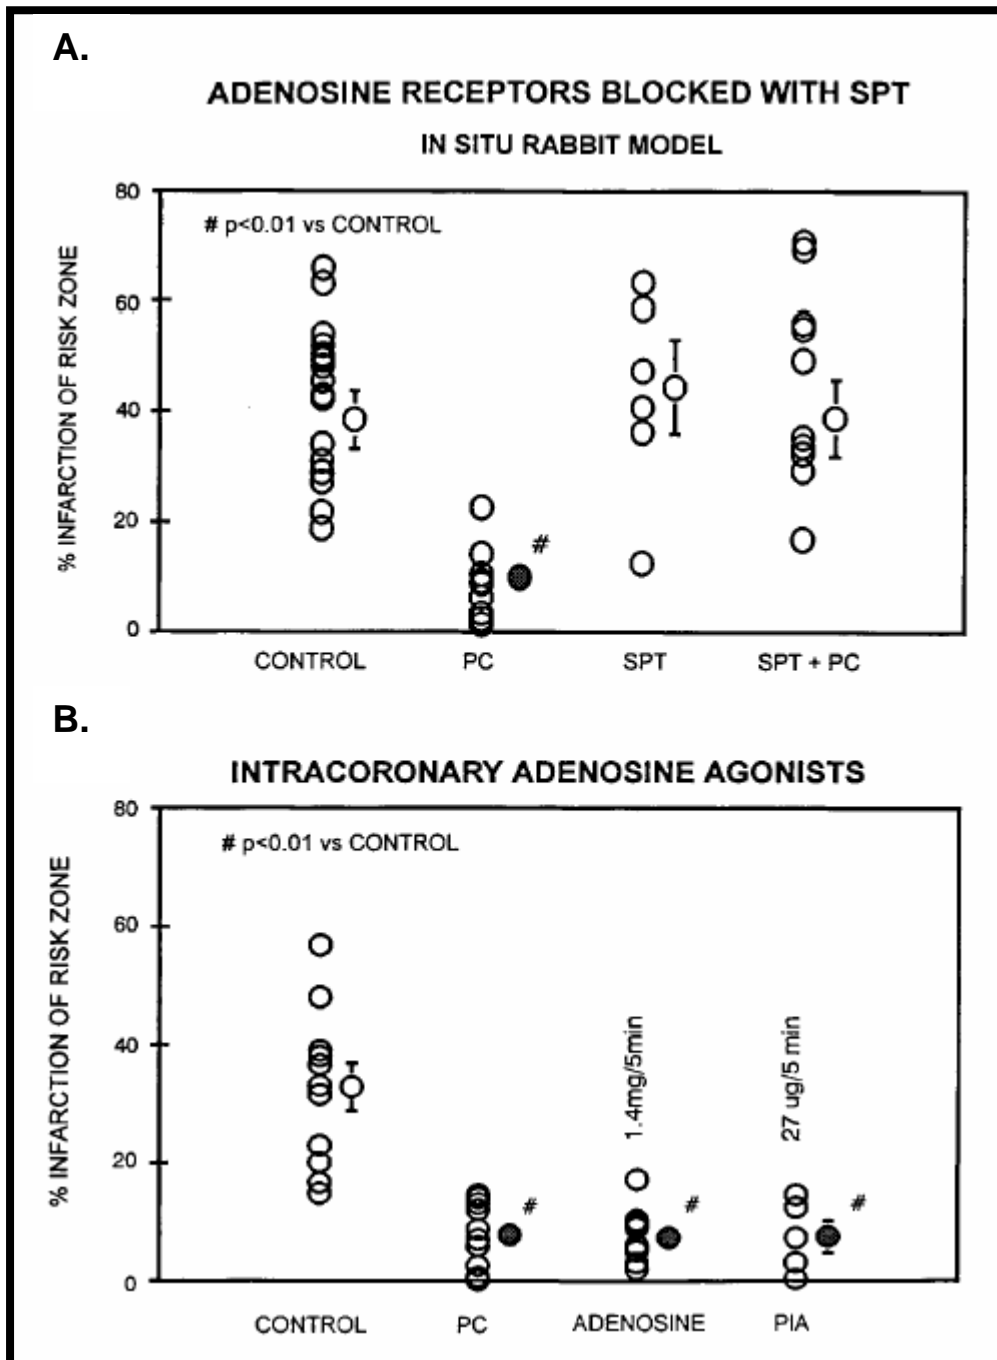 A.
ADENOSINE RECEPTORS BLOCKED WITH SPT
IN SITU RABBIT MODEL
% INFARCTION OF RISK ZONE
80
60
40
20
0
# p<0.01 vs CONTROL
#
CONTROL PC SPT SPT + PC
B.
INTRACORONARY ADENOSINE AGONISTS
% INFARCTION OF RISK ZONE
80
60
40
20
0
# p<0.01 vs CONTROL
1.4mg/5min
27 ug/5 min
# # #
CONTROL PC ADENOSINE PIA